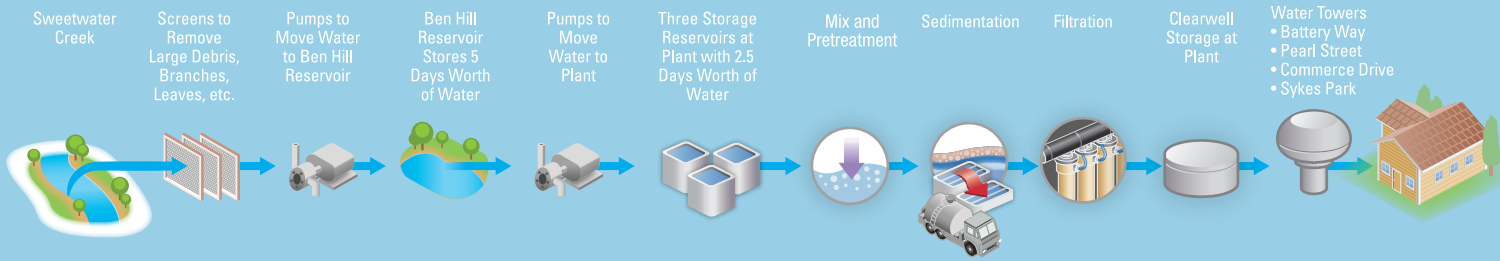 Sweetwater
Creek
Screens to
Remove
Large Debris,
Branches,
Leaves, etc.
Pumps to
Move Water
to Ben Hill
Reservoir
Ben Hill
Reservoir
Stores 5
Days Worth
of Water
Pumps to
Move
Water to
Plant
Three Storage
Reservoirs at
Plant with 2.5
Days Worth of
Water
Mix and
Pretreatment
Sedimentation
Filtration
Clearwell
Storage at
Plant
Water Towers
• Battery Way
• Pearl Street
• Commerce Drive
• Sykes Park